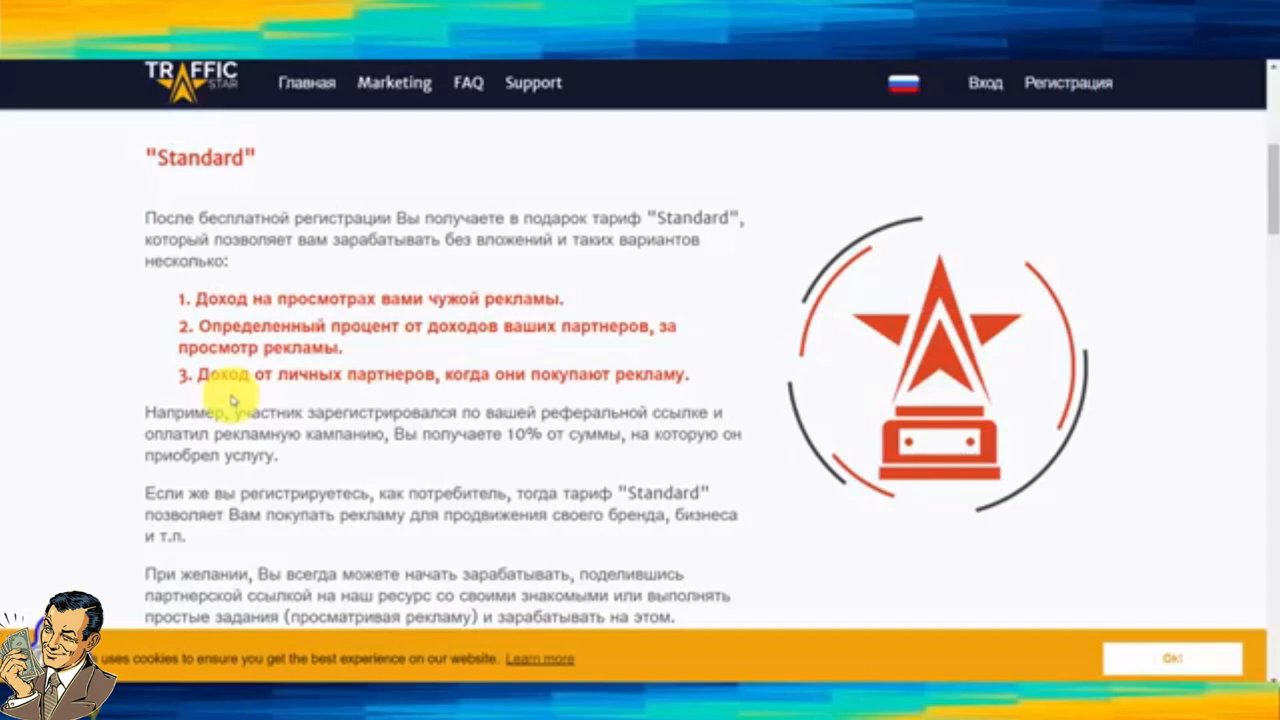 TRAFFIC
STAR
Главная Marketing FAQ Support Вход Регистрация
"Standard"
После бесплатной регистрации Вы получаете в подарок тариф "Standard",
который позволяет вам зарабатывать без вложений и таких вариантов
несколько:
1. Доход на просмотрах вами чужой рекламы.
2. Определенный процент от доходов ваших партнеров, за
просмотр рекламы.
3. Доход от личных партнеров, когда они покупают рекламу.
Например, участник зарегистрировался по вашей реферальной ссылке и
оплатил рекламную кампанию, Вы получаете 10% от суммы, на которую он
приобрел услугу.
Если же вы регистрируетесь, как потребитель, тогда тариф "Standard"
позволяет Вам покупать рекламу для продвижения своего бренда, бизнеса
и т.п.
При желании, Вы всегда можете начать зарабатывать, поделившись
партнерской ссылкой на наш ресурс со своими знакомыми или выполнять
простые задания (просматривая рекламу) и зарабатывать на этом.
uses cookies to ensure you get the best experience on our website. Learn more Ok!